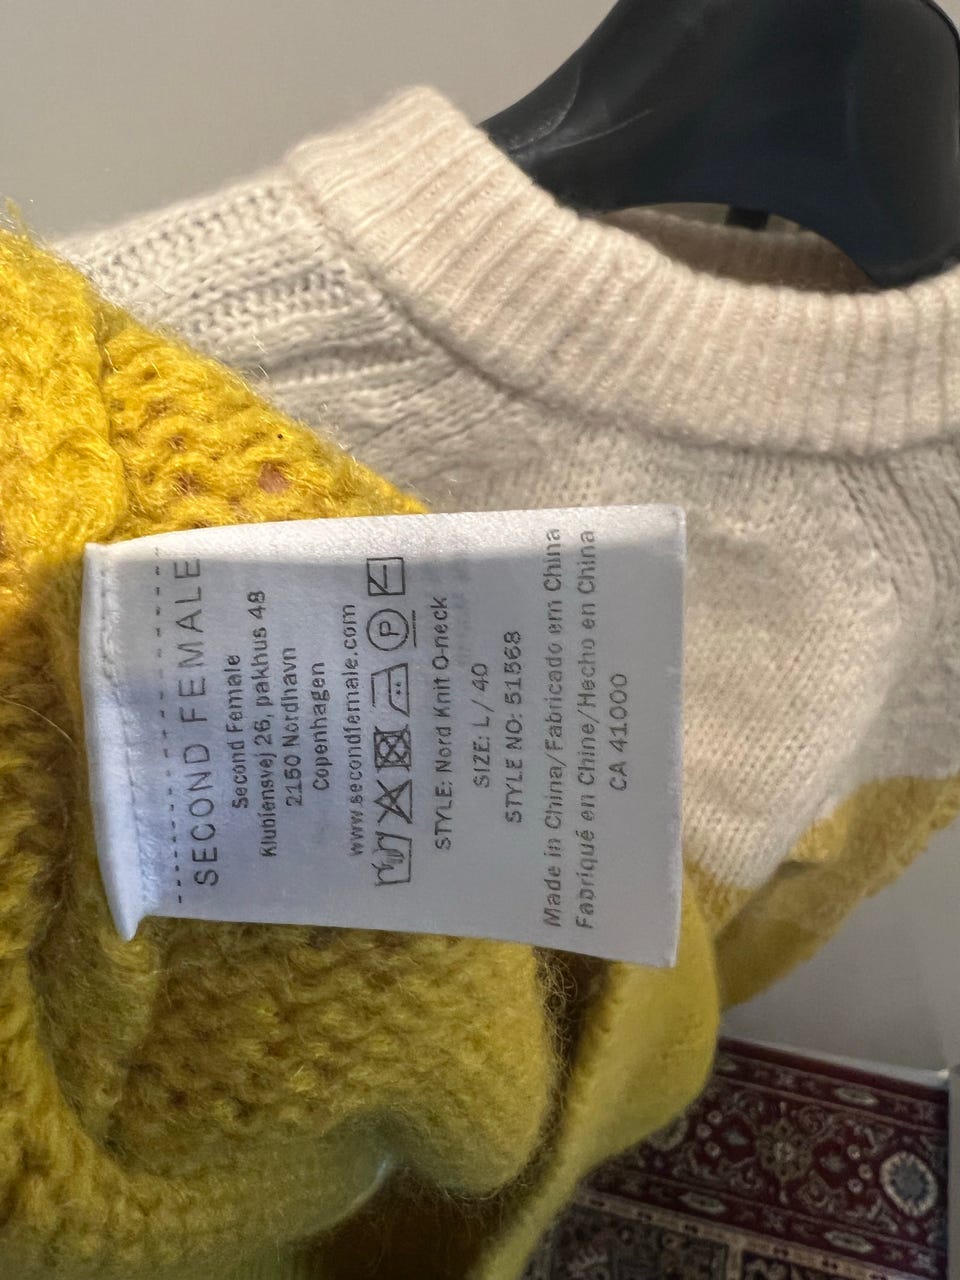 SECOND FEMALE
Second Female
Klubiensvej 26, pakhus 48
2150 Nordhavn
Copenhagen
www.secondfemale.com
P
STYLE: Nord Knit O-neck
SIZE: L/40
STYLE NO: 51568
Made in China/Fabricado em China
Fabriqué en Chine/Hecho en China
CA 41000